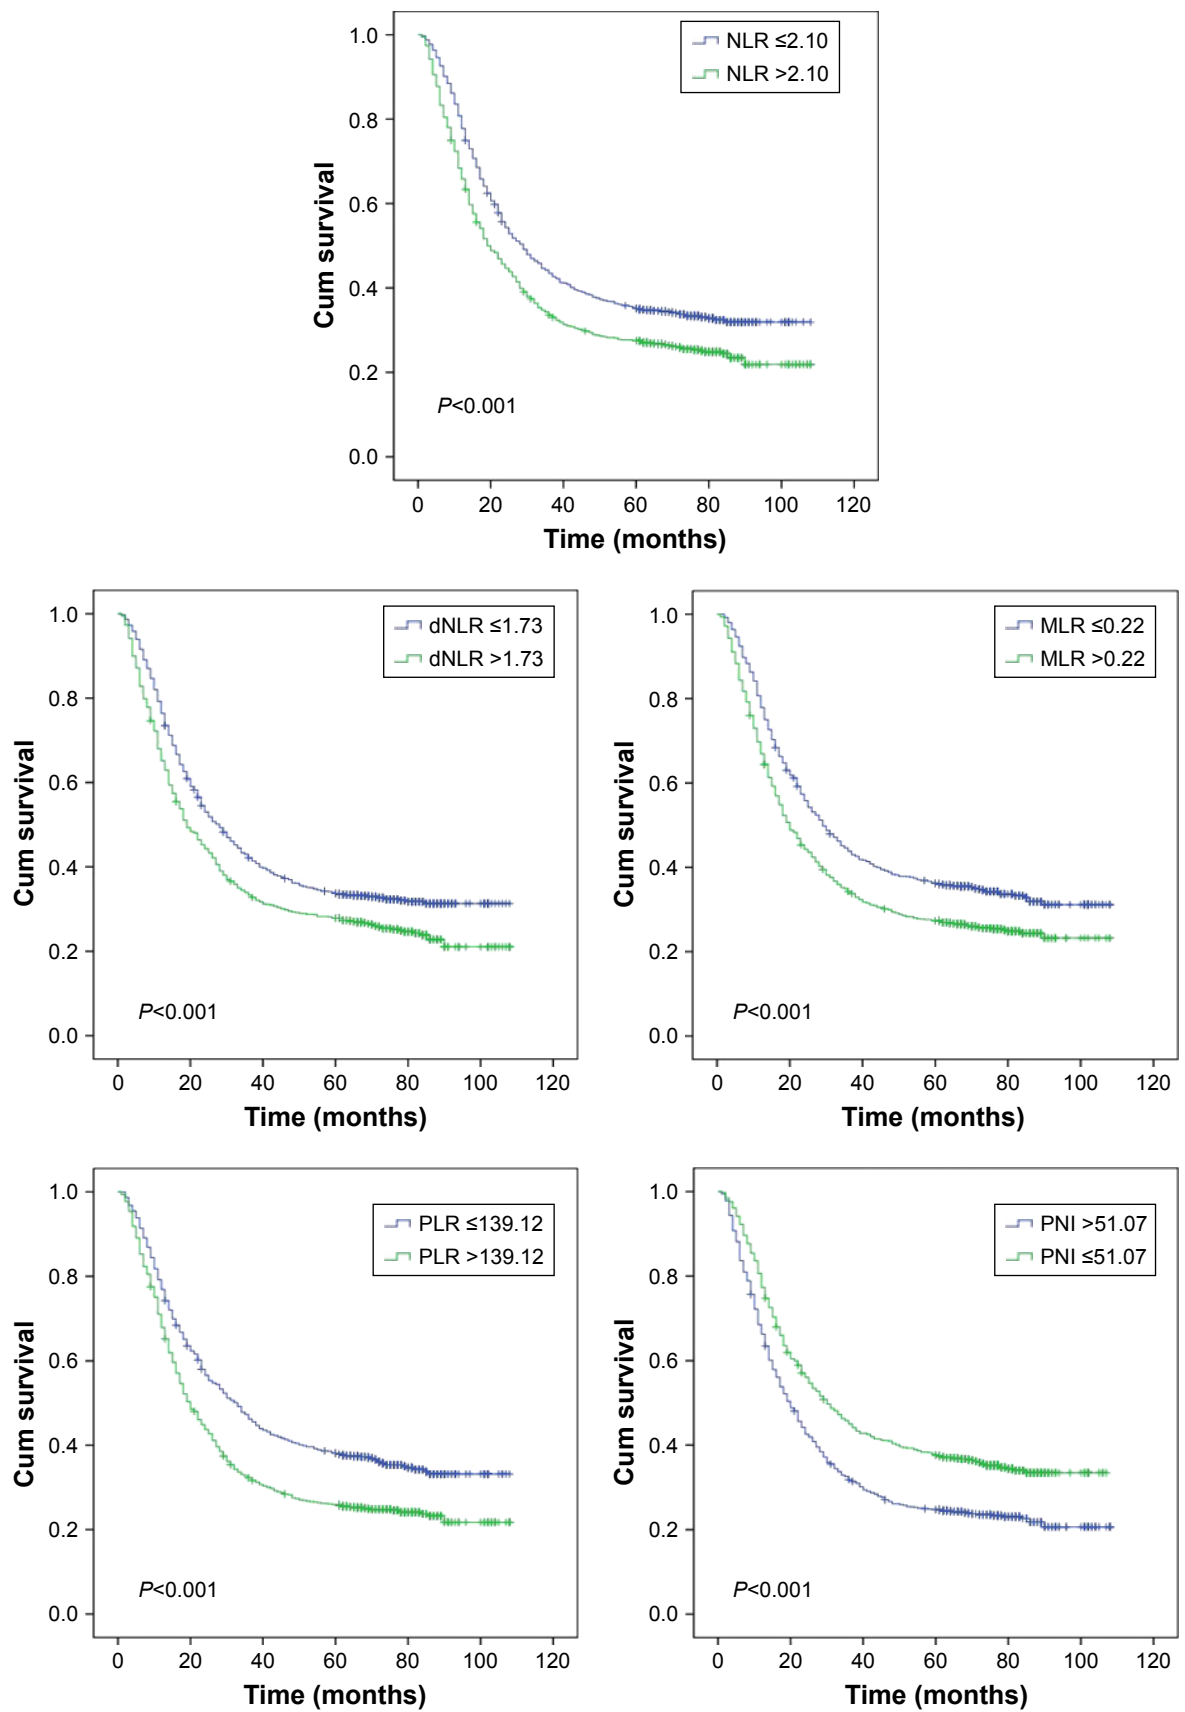 NLR ≤2.10
NLR >2.10
1.0
0.8
0.6
0.4
0.2
0.0
Cum survival
P<0.001
0 20 40 60 80 100 120
Time (months)
dNLR ≤1.73
dNLR >1.73
1.0
0.8
0.6
0.4
0.2
0.0
Cum survival
P<0.001
0 20 40 60 80 100 120
Time (months)
MLR ≤0.22
MLR >0.22
1.0
0.8
0.6
0.4
0.2
0.0
Cum survival
P<0.001
0 20 40 60 80 100 120
Time (months)
PLR ≤139.12
PLR >139.12
1.0
0.8
0.6
0.4
0.2
0.0
Cum survival
P<0.001
0 20 40 60 80 100 120
Time (months)
PNI >51.07
PNI ≤51.07
1.0
0.8
0.6
0.4
0.2
0.0
Cum survival
P<0.001
0 20 40 60 80 100 120
Time (months)